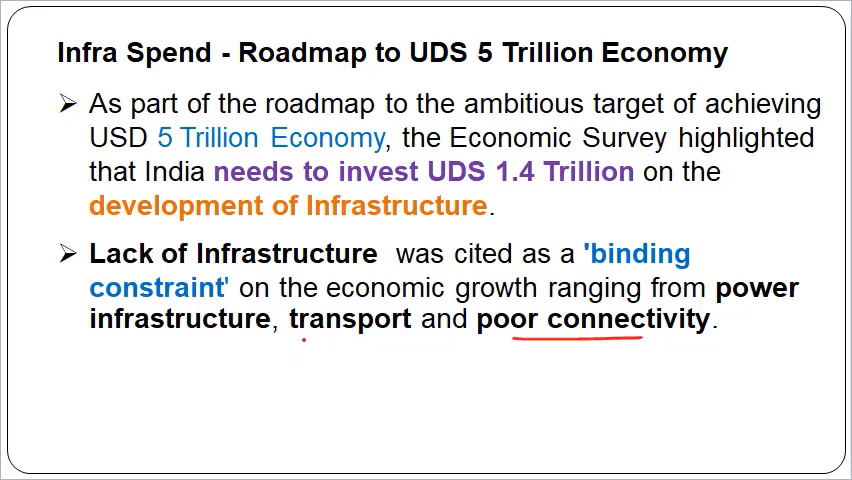 Infra Spend - Roadmap to UDS 5 Trillion Economy
➢ As part of the roadmap to the ambitious target of achieving
USD 5 Trillion Economy, the Economic Survey highlighted
that India needs to invest UDS 1.4 Trillion on the
development of Infrastructure.
➢ Lack of Infrastructure was cited as a 'binding
constraint' on the economic growth ranging from power
infrastructure, transport and poor connectivity.